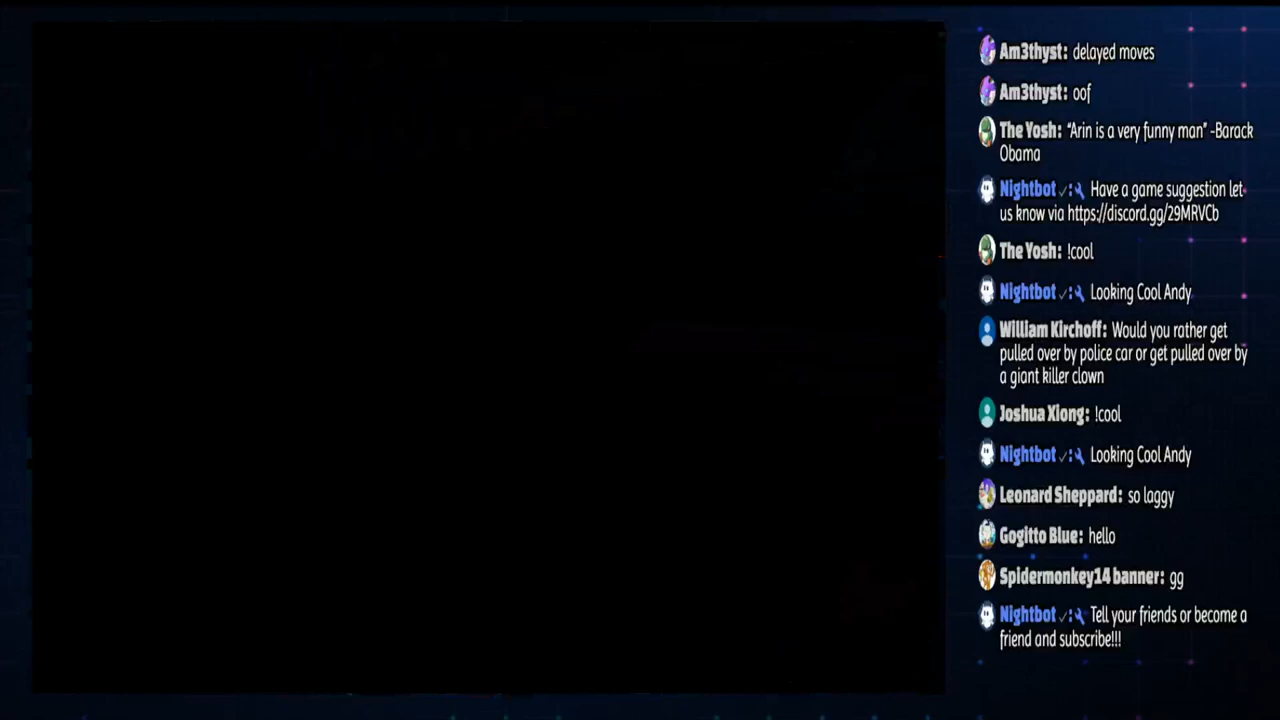 Am3thyst: delayed moves
Am3thyst: oof
The Yosh: “Arin is a very funny man” -Barack
Obama
Nightbot ✓: Have a game suggestion let
us know via https://discord.gg/29MRVCb
The Yosh: !cool
Nightbot ✓: Looking Cool Andy
William Kirchoff: Would you rather get
pulled over by police car or get pulled over by
a giant killer clown
Joshua Xiong: !cool
Nightbot ✓: Looking Cool Andy
Leonard Sheppard: so laggy
Gogitto Blue: hello
Spidermonkey14 banner: gg
Nightbot ✓: Tell your friends or become a
friend and subscribe!!!